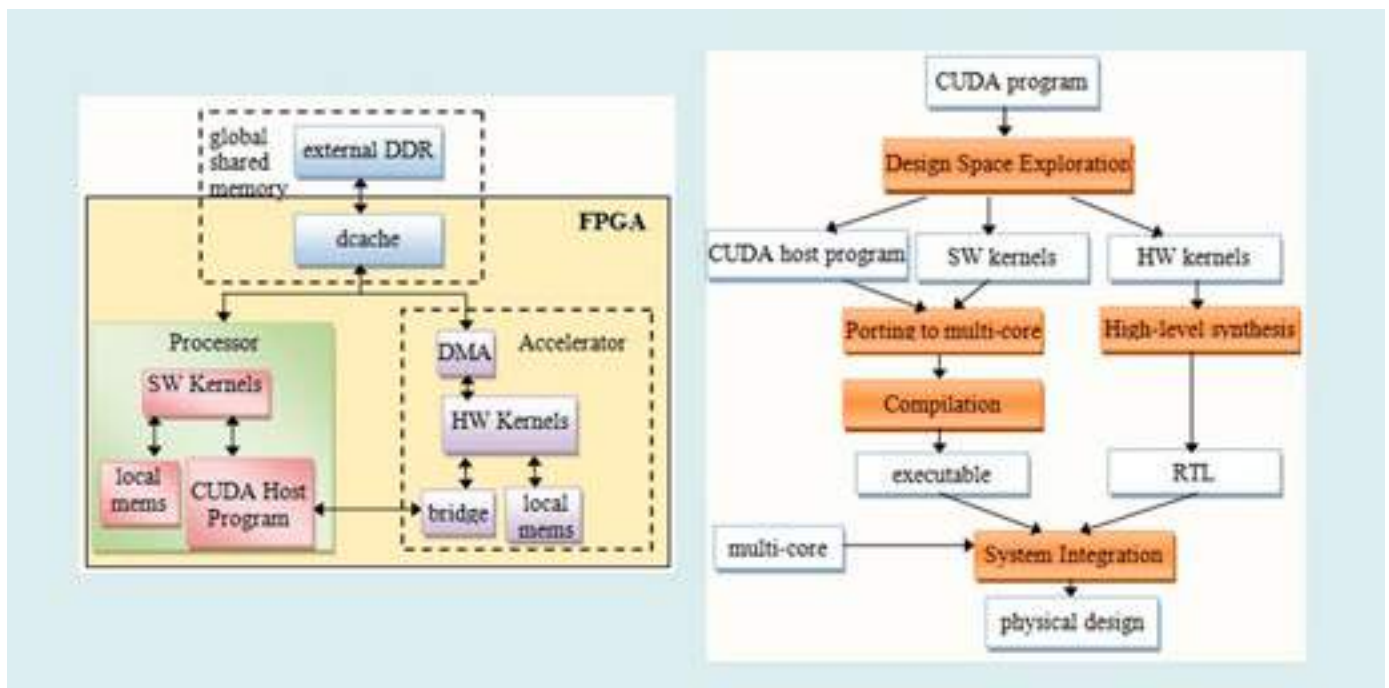 global
shared
memory
external DDR
FPGA
dcache
Processor
SW Kernels
local
mems
CUDA Host
Program
DMA
Accelerator
HW Kernels
bridge
local
mems
CUDA program
Design Space Exploration
CUDA host program
SW kernels
HW kernels
Porting to multi-core
High-level synthesis
Compilation
executable
RTL
multi-core
System Integration
physical design